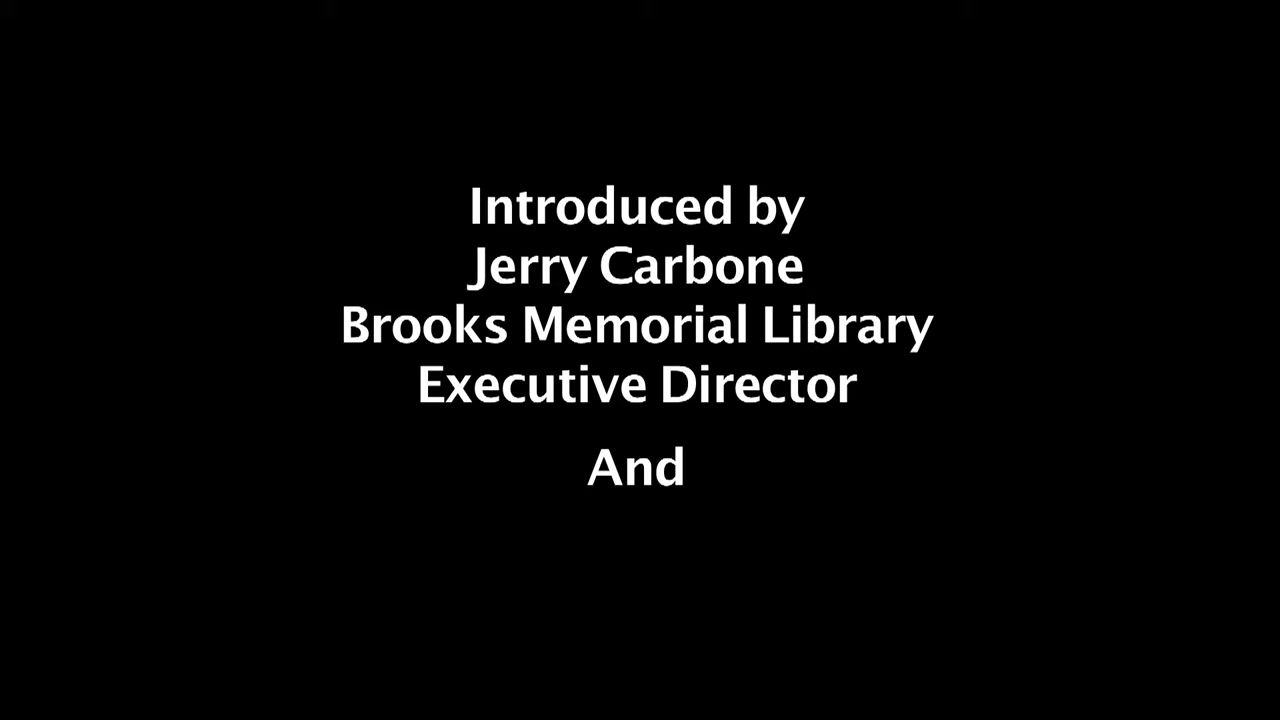 Introduced by
Jerry Carbone
Brooks Memorial Library
Executive Director
And